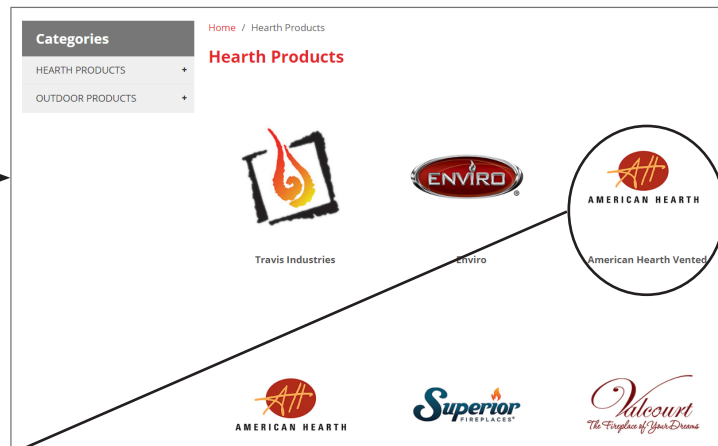 Categories
HEARTH PRODUCTS +
OUTDOOR PRODUCTS +
Home / Hearth Products
Hearth Products
ENVIRO®
AH
AMERICAN HEARTH
Travis Industries
Enviro
American Hearth Vented
AH
AMERICAN HEARTH
Superior
FIREPLACES®
Valcourt
The Fireplace of Your Dreams